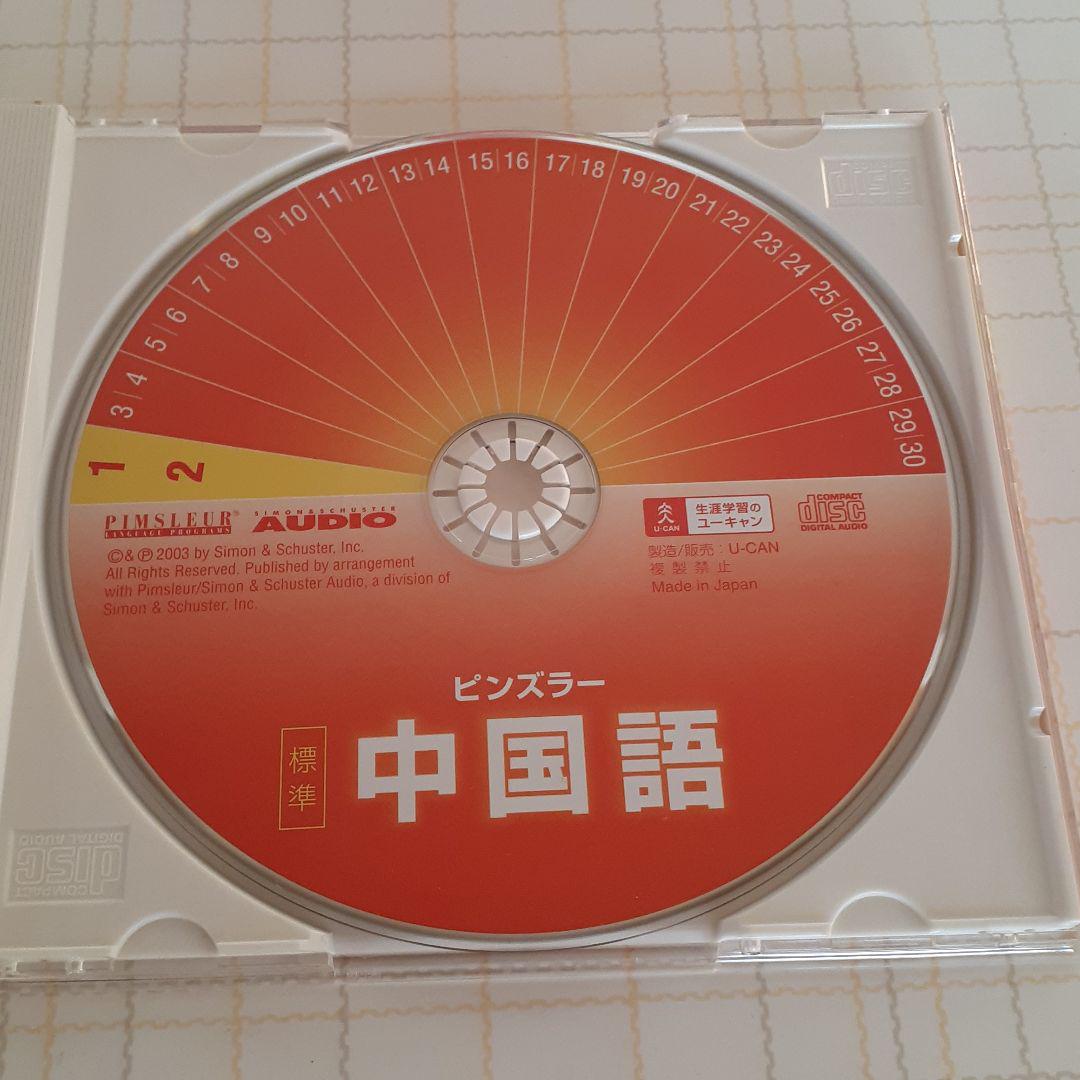 1 2
3 4
5 6
7 8
9 10
11 12
13 14
15 16
17 18
19 20
21 22
23 24
25 26
27 28
29 30
PIMSLEUR®
LANGUAGE PROGRAMS
SIMON & SCHUSTER
AUDIO
©&℗2003 by Simon & Schuster, Inc.
All Rights Reserved. Published by arrangement
with Pimsleur/Simon & Schuster Audio, a division of
Simon & Schuster, Inc.
U-CAN
生涯学習の
ユーキャン
COMPACT
disc
DIGITAL AUDIO
製造/販売：U-CAN
複製禁止
Made in Japan
ピンズラー
標準
中国語
disc
COMPACT
disc
DIGITAL AUDIO